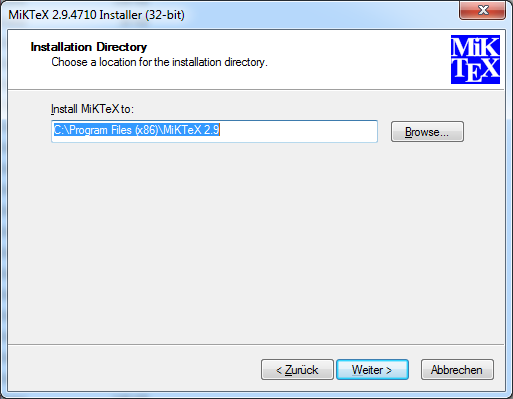 MiKTeX 2.9.4710 Installer (32-bit)
Installation Directory
Choose a location for the installation directory.
MiK
TEX
Install MiKTeX to:
C:\Program Files (x86)\MiKTeX 2.9
Browse...
< Zurück
Weiter >
Abbrechen